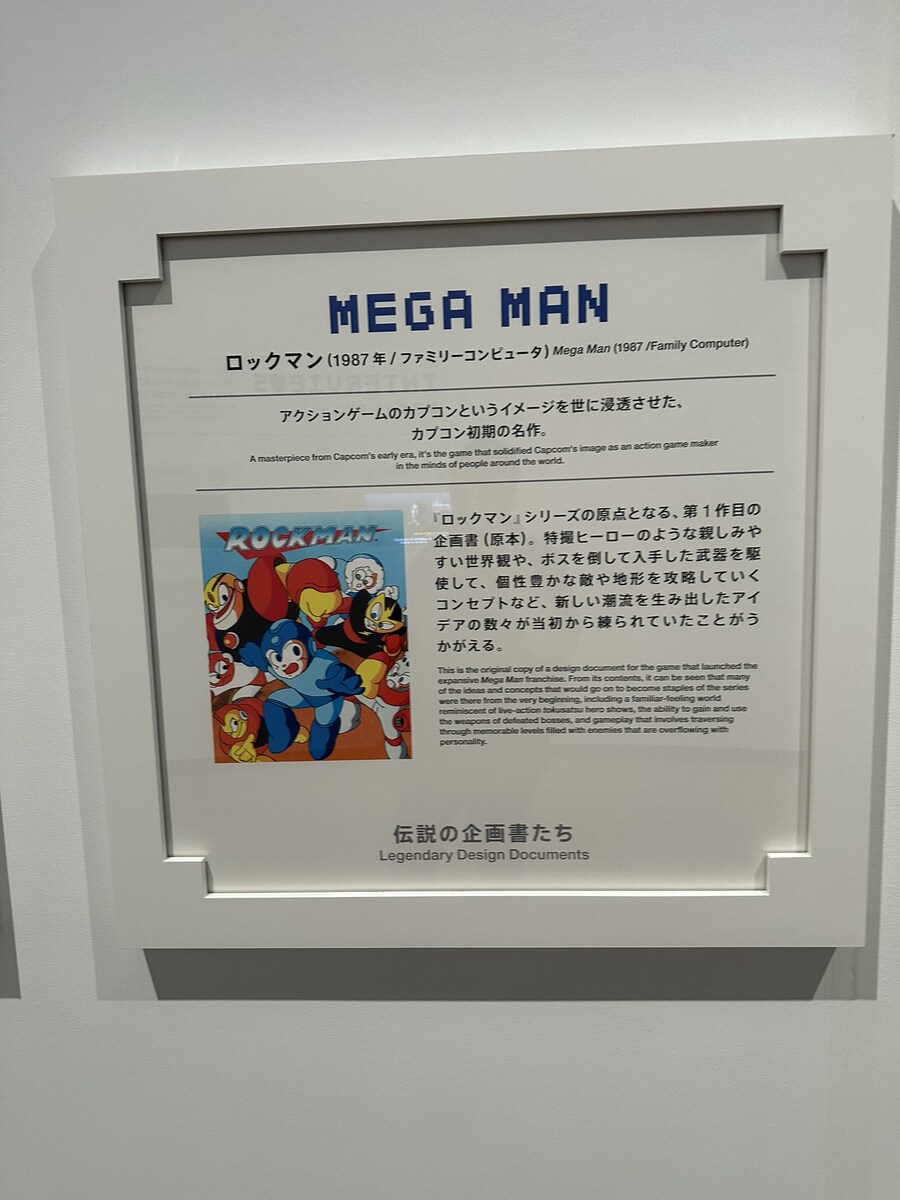 MEGA MAN
ロックマン(1987年/ファミリーコンピュータ) Mega Man (1987 /Family Computer)
アクションゲームのカプコンというイメージを世に浸透させた、
カプコン初期の名作。
A masterpiece from Capcom's early era, it's the game that solidified Capcom's image as an action game maker
in the minds of people around the world.
ROCKMAN
『ロックマン』シリーズの原点となる、第1作目の
企画書(原本)。特撮ヒーローのような親しみや
すい世界観や、ボスを倒して入手した武器を駆
使して、個性豊かな敵や地形を攻略していく
コンセプトなど、新しい潮流を生み出したアイ
デアの数々が当初から練られていたことがう
かがえる。
This is the original copy of a design document for the game that launched the
expansive Mega Man franchise. From its contents, it can be seen that many
of the ideas and concepts that would go on to become staples of the series
were there from the very beginning, including a familiar-feeling world
reminiscent of live-action tokusatsu hero shows, the ability to gain and use
the weapons of defeated bosses, and gameplay that involves traversing
through memorable levels filled with enemies that are overflowing with
personality.
伝説の企画書たち
Legendary Design Documents